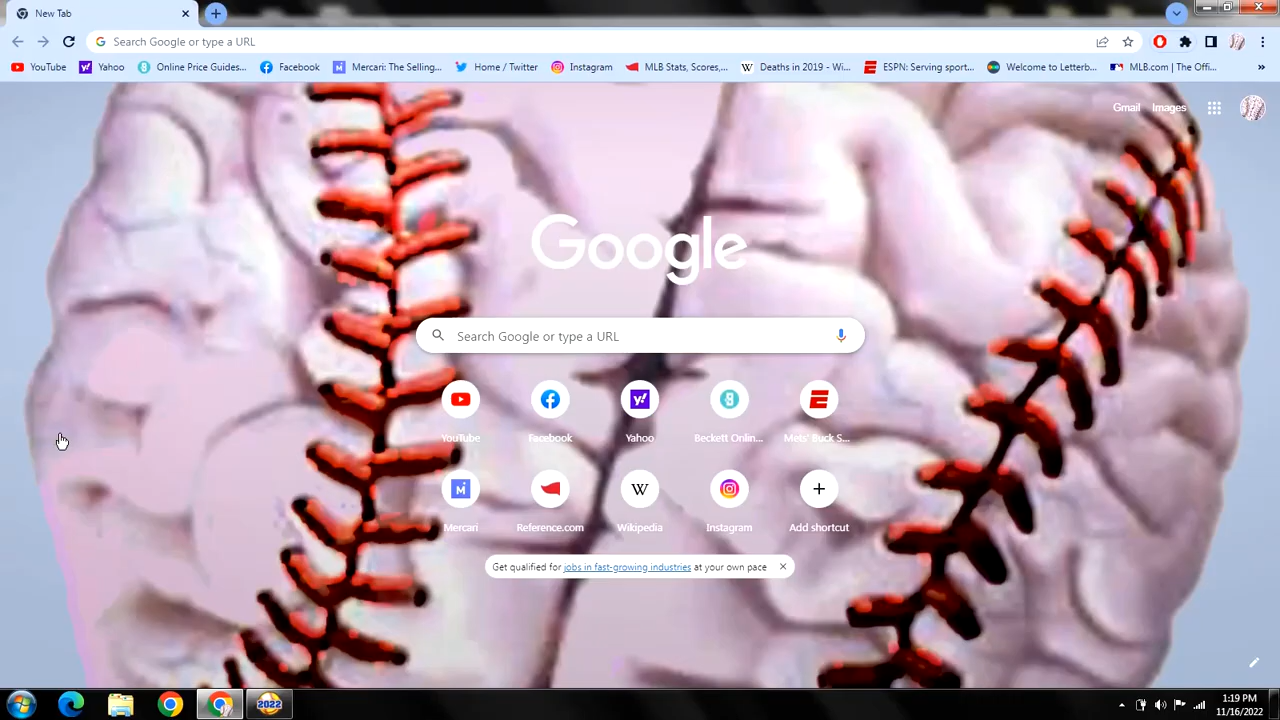 New Tab
Search Google or type a URL
YouTube Yahoo Online Price Guides... Facebook Mercari: The Selling... Home / Twitter Instagram MLB Stats, Scores,... W Deaths in 2019 - Wi... ESPN: Serving sport... Welcome to Letterb... MLB.com | The Offi... »
Gmail Images
Google
Search Google or type a URL
YouTube Facebook Yahoo Beckett Onlin... Mets' Buck S...
Mercari Reference.com Wikipedia Instagram Add shortcut
Get qualified for jobs in fast-growing industries at your own pace
2022
1:19 PM
11/16/2022